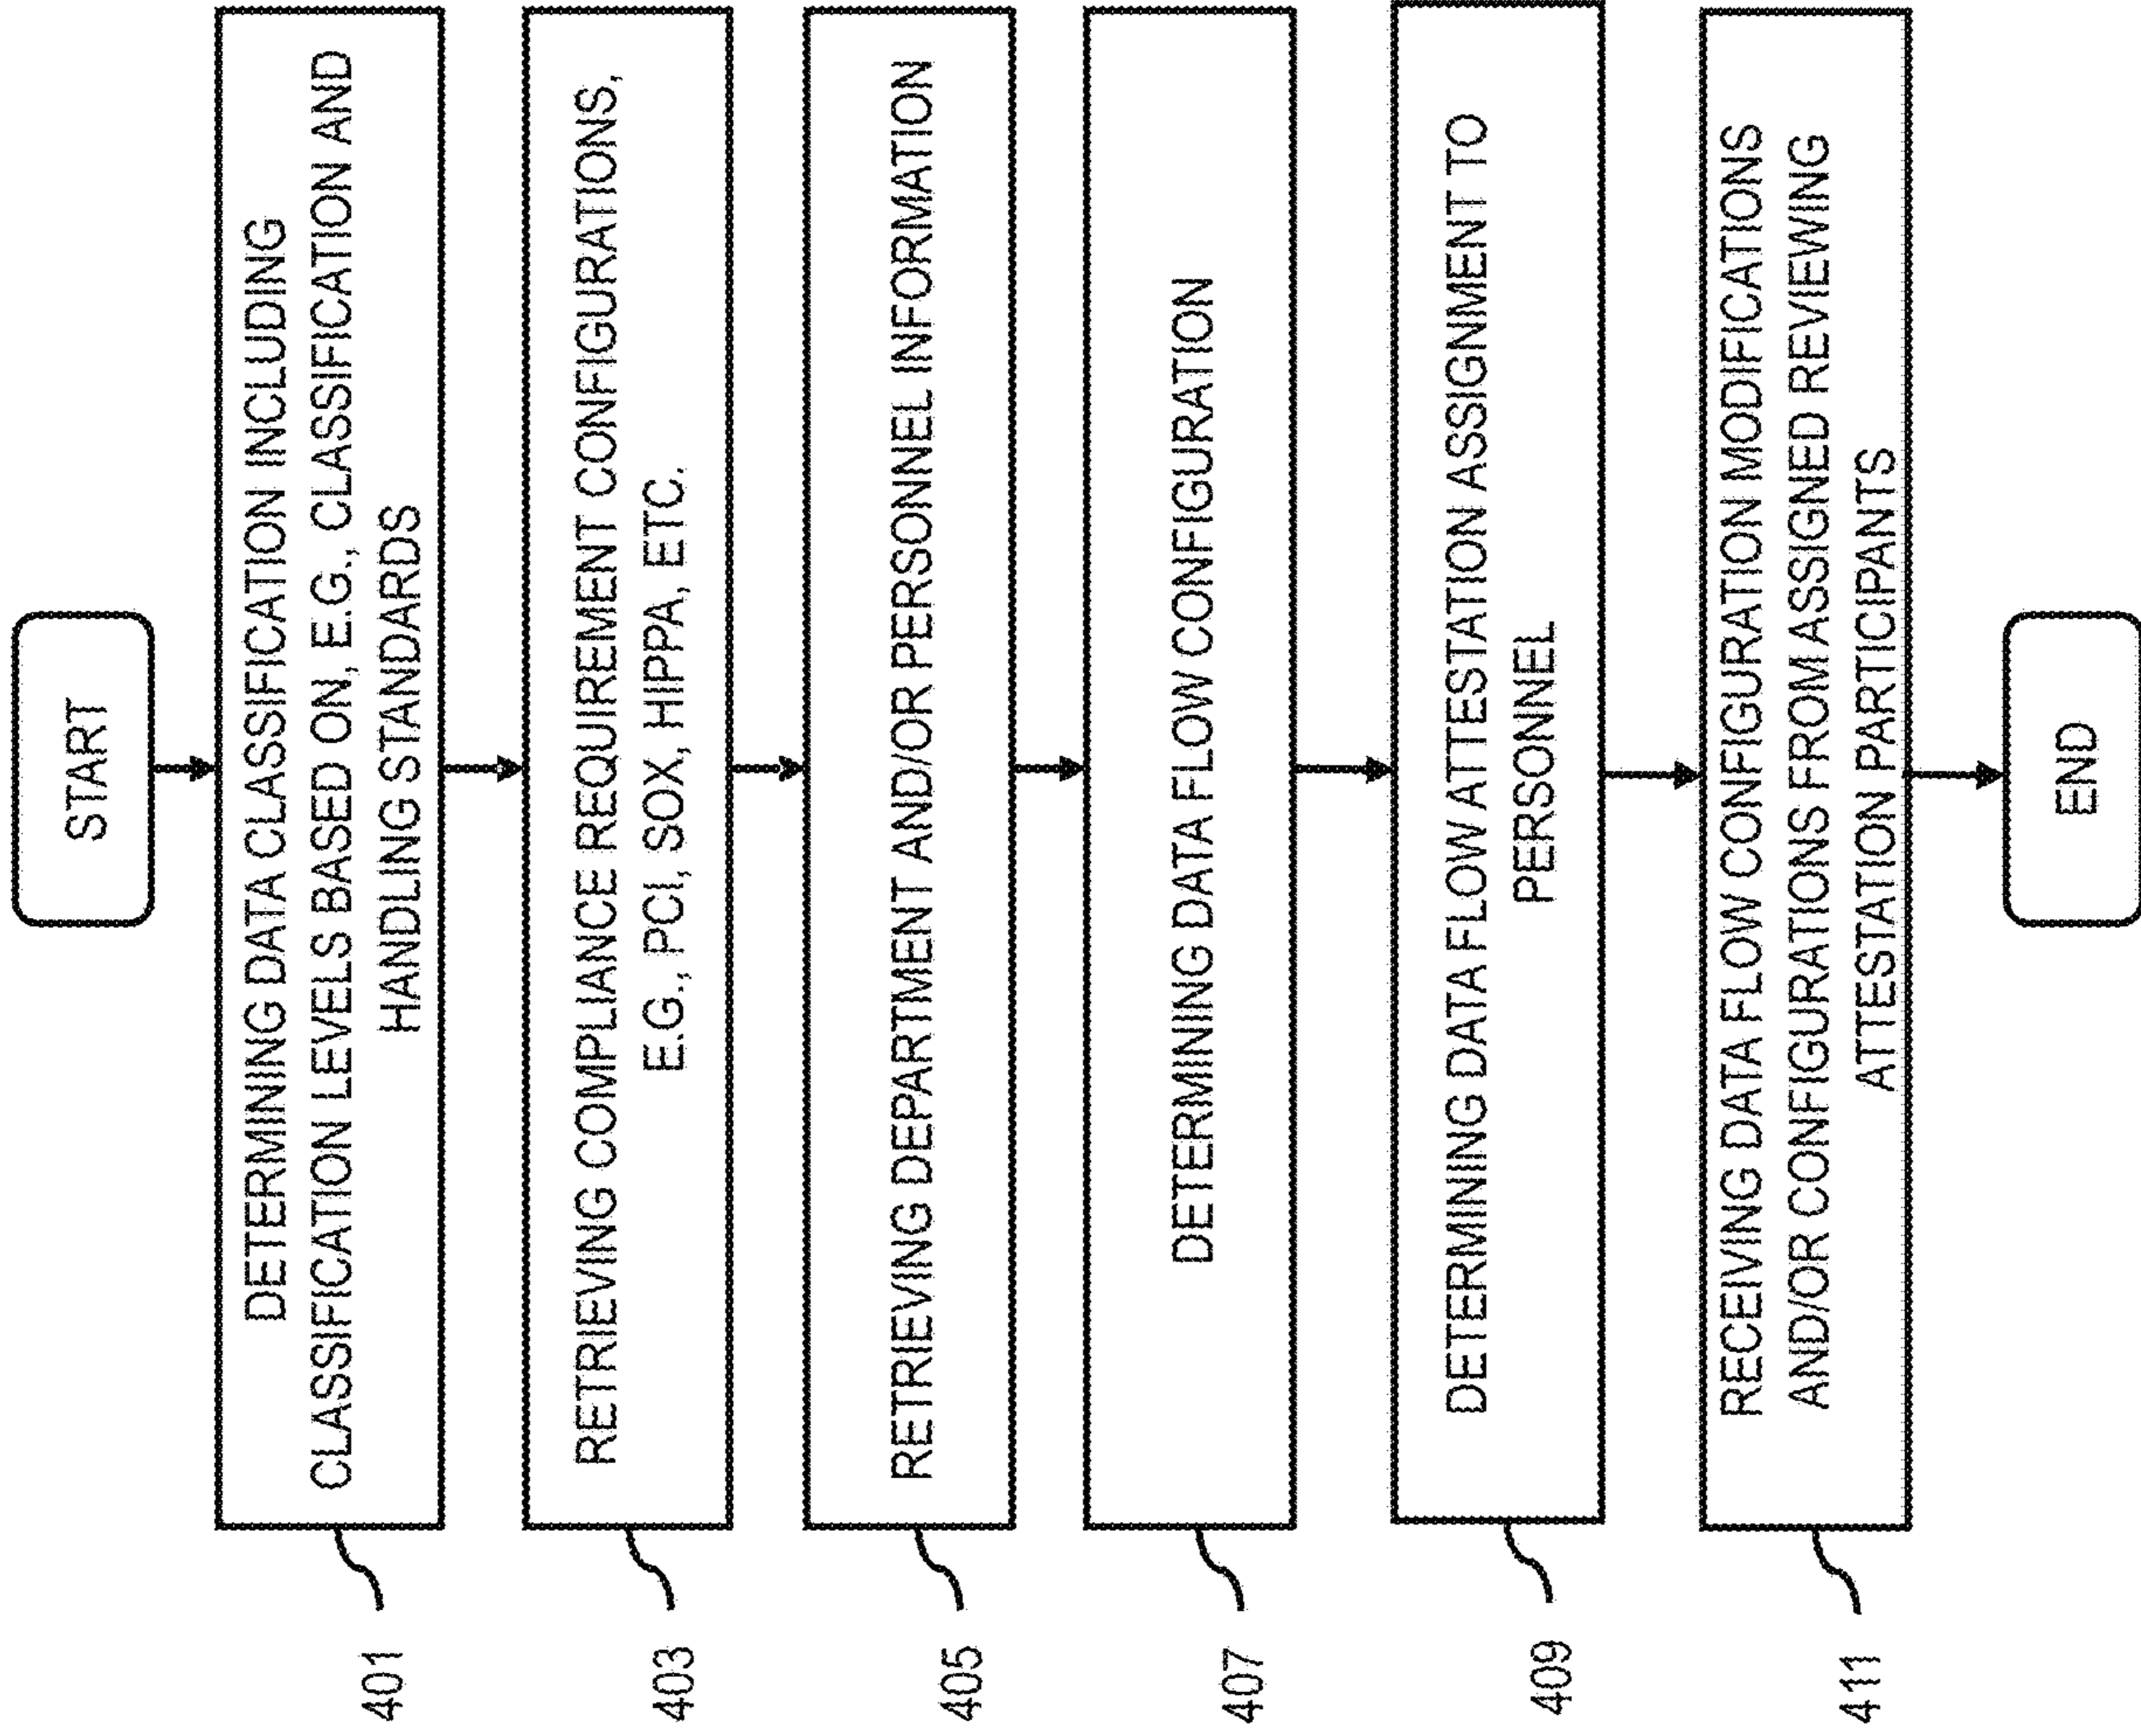 START
401
DETERMINING DATA CLASSIFICATION INCLUDING
CLASSIFICATION LEVELS BASED ON, E.G., CLASSIFICATION AND
HANDLING STANDARDS
403
RETRIEVING COMPLIANCE REQUIREMENT CONFIGURATIONS,
E.G., PCI, SOX, HIPPA, ETC.
405
RETRIEVING DEPARTMENT AND/OR PERSONNEL INFORMATION
407
DETERMINING DATA FLOW CONFIGURATION
409
DETERMINING DATA FLOW ATTESTATION ASSIGNMENT TO
PERSONNEL
411
RECEIVING DATA FLOW CONFIGURATION MODIFICATIONS
AND/OR CONFIGURATIONS FROM ASSIGNED REVIEWING
ATTESTATION PARTICIPANTS
END